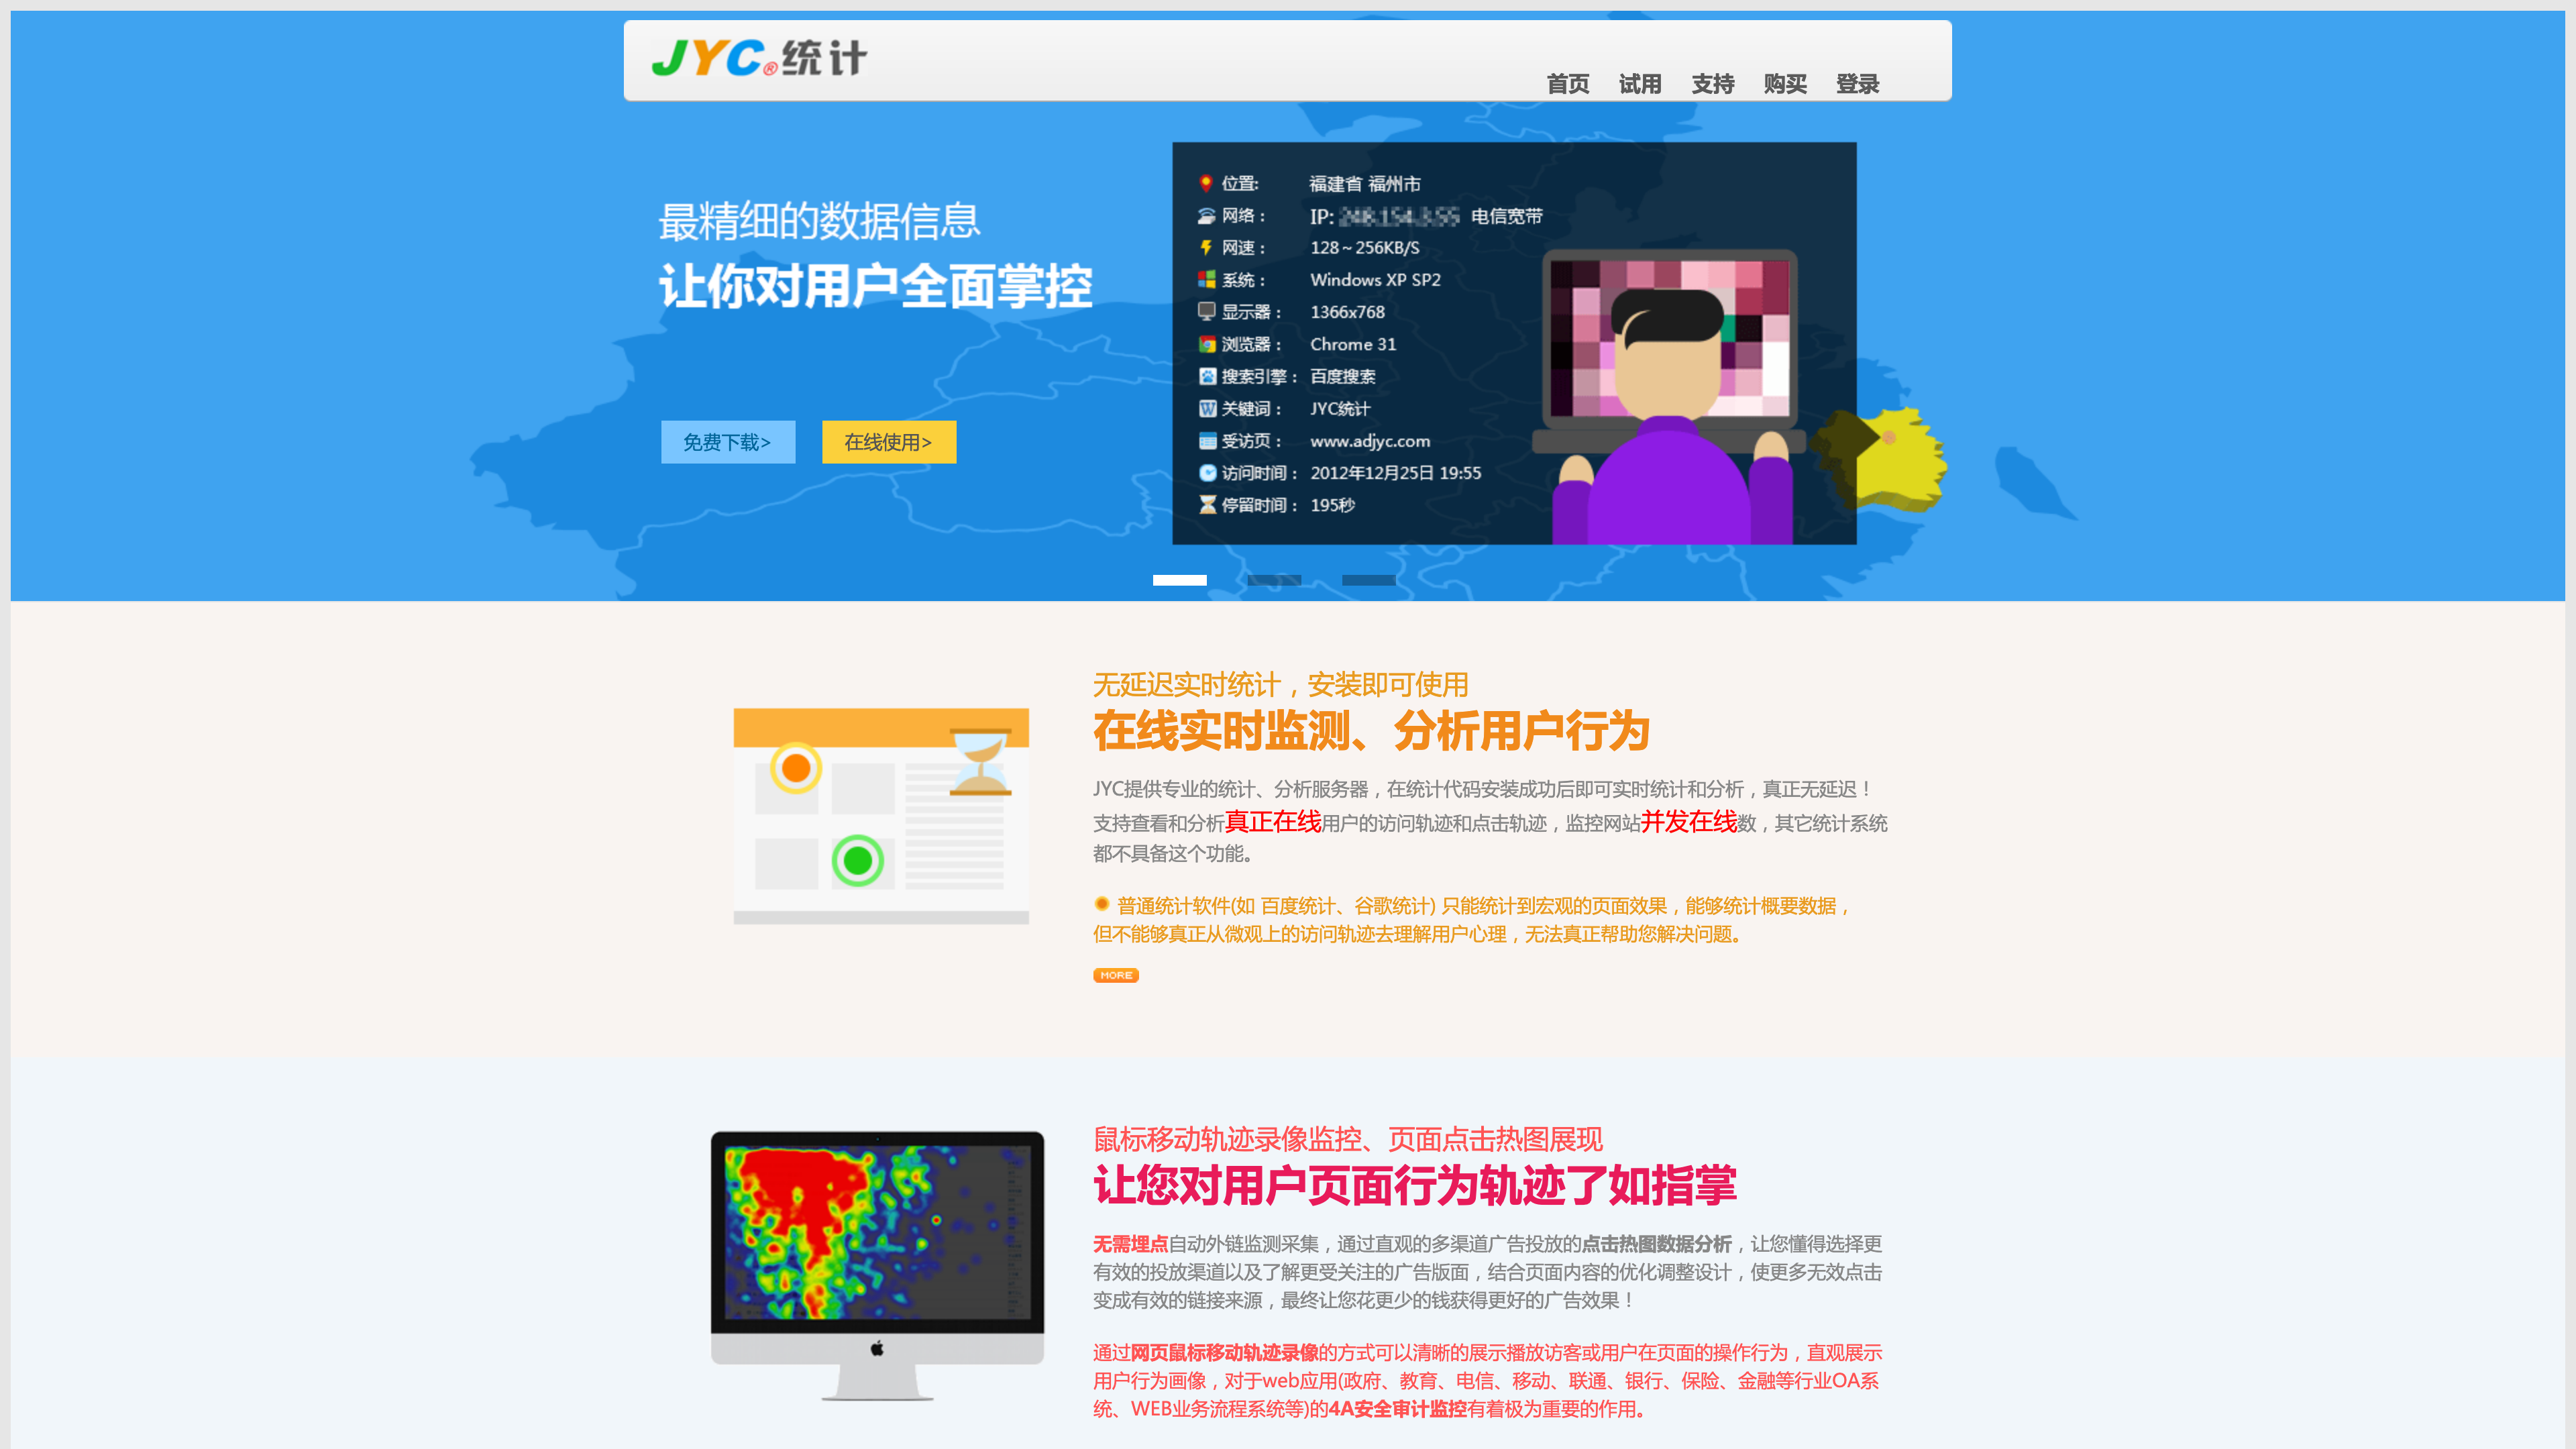 JYC®统计
首页 试用 支持 购买 登录
最精细的数据信息
让你对用户全面掌控
免费下载>
在线使用>
位置: 福建省 福州市
网络： IP: 电信宽带
网速： 128～256KB/S
系统： Windows XP SP2
显示器： 1366x768
浏览器： Chrome 31
搜索引擎： 百度搜索
关键词： JYC统计
受访页： www.adjyc.com
访问时间： 2012年12月25日 19:55
停留时间： 195秒
无延迟实时统计，安装即可使用
在线实时监测、分析用户行为
JYC提供专业的统计、分析服务器，在统计代码安装成功后即可实时统计和分析，真正无延迟！
支持查看和分析真正在线用户的访问轨迹和点击轨迹，监控网站并发在线数，其它统计系统
都不具备这个功能。
普通统计软件(如 百度统计、谷歌统计) 只能统计到宏观的页面效果，能够统计概要数据，
但不能够真正从微观上的访问轨迹去理解用户心理，无法真正帮助您解决问题。
MORE
鼠标移动轨迹录像监控、页面点击热图展现
让您对用户页面行为轨迹了如指掌
无需埋点自动外链监测采集，通过直观的多渠道广告投放的点击热图数据分析，让您懂得选择更
有效的投放渠道以及了解更受关注的广告版面，结合页面内容的优化调整设计，使更多无效点击
变成有效的链接来源，最终让您花更少的钱获得更好的广告效果！
通过网页鼠标移动轨迹录像的方式可以清晰的展示播放访客或用户在页面的操作行为，直观展示
用户行为画像，对于web应用(政府、教育、电信、移动、联通、银行、保险、金融等行业OA系
统、WEB业务流程系统等)的4A安全审计监控有着极为重要的作用。